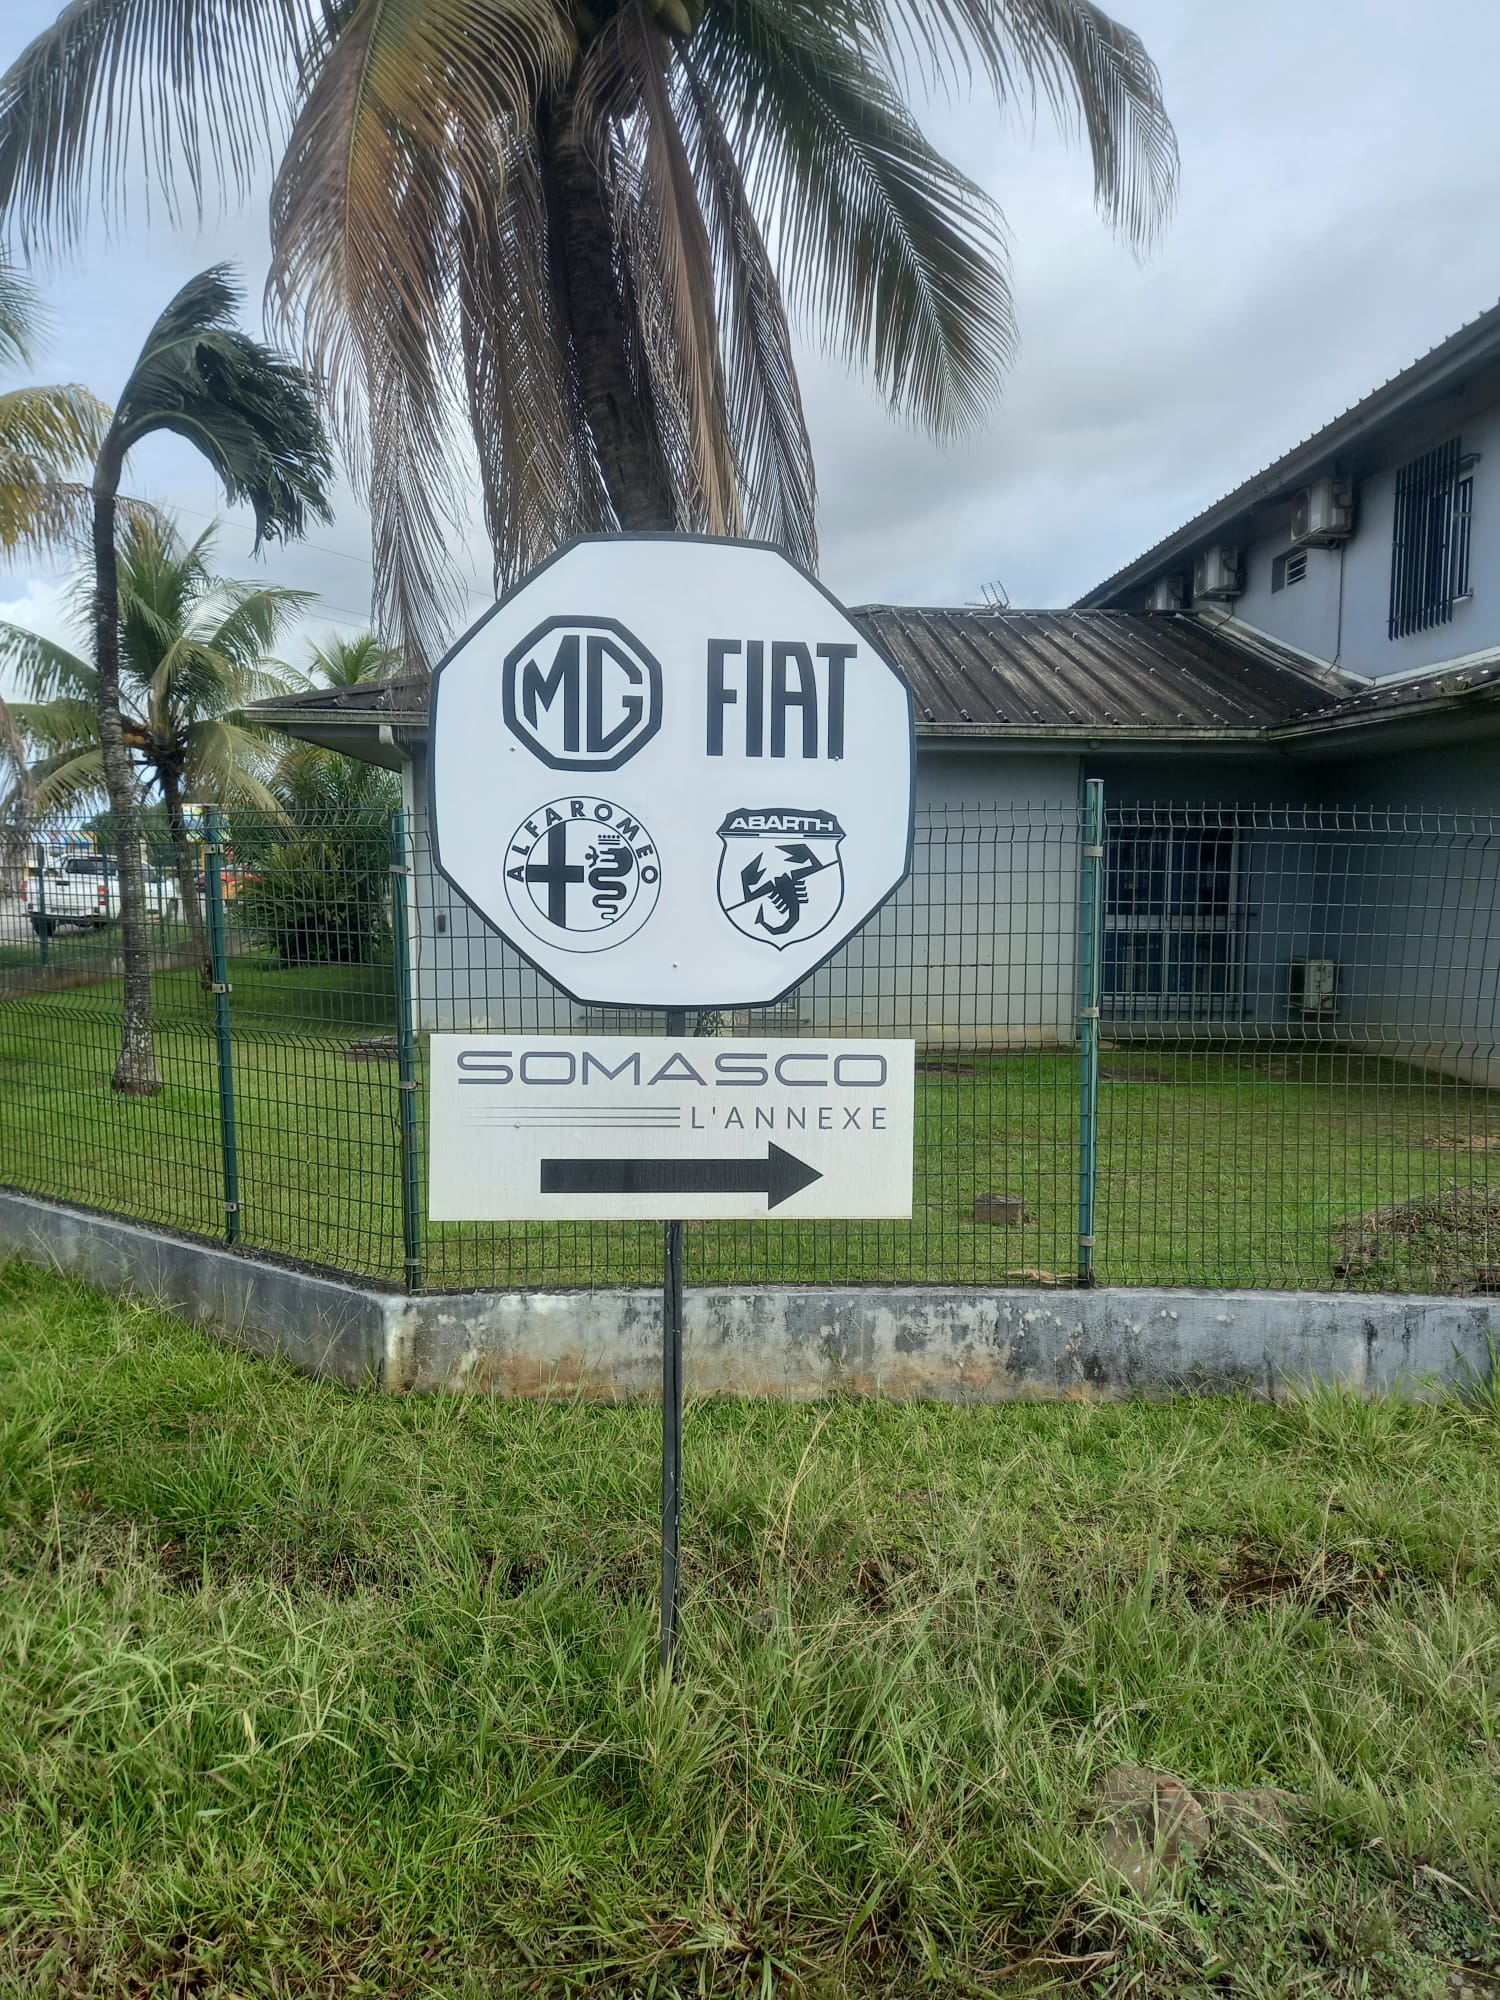 MG
FIAT
ALFA ROMEO
ABARTH
SOMASCO
L'ANNEXE